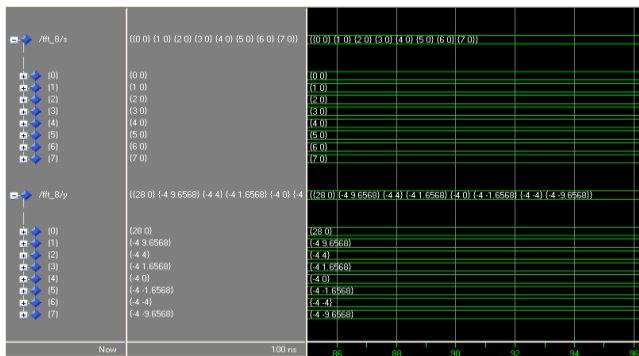 /fft_8/s {{0 0} {1 0} {2 0} {3 0} {4 0} {5 0} {6 0} {7 0}} {{0 0} {1 0} {2 0} {3 0} {4 0} {5 0} {6 0} {7 0}}
(0) {0 0} {0 0}
(1) {1 0} {1 0}
(2) {2 0} {2 0}
(3) {3 0} {3 0}
(4) {4 0} {4 0}
(5) {5 0} {5 0}
(6) {6 0} {6 0}
(7) {7 0} {7 0}
/fft_8/y {{28 0} {-4 9.6568} {-4 4} {-4 1.6568} {-4 0} {-4 {{28 0} {-4 9.6568} {-4 4} {-4 1.6568} {-4 0} {-4 -1.6568} {-4 -4} {-4 -9.6568}}
(0) {28 0} {28 0}
(1) {-4 9.6568} {-4 9.6568}
(2) {-4 4} {-4 4}
(3) {-4 1.6568} {-4 1.6568}
(4) {-4 0} {-4 0}
(5) {-4 -1.6568} {-4 -1.6568}
(6) {-4 -4} {-4 -4}
(7) {-4 -9.6568} {-4 -9.6568}
Now 100 ns 86 88 90 92 94 96